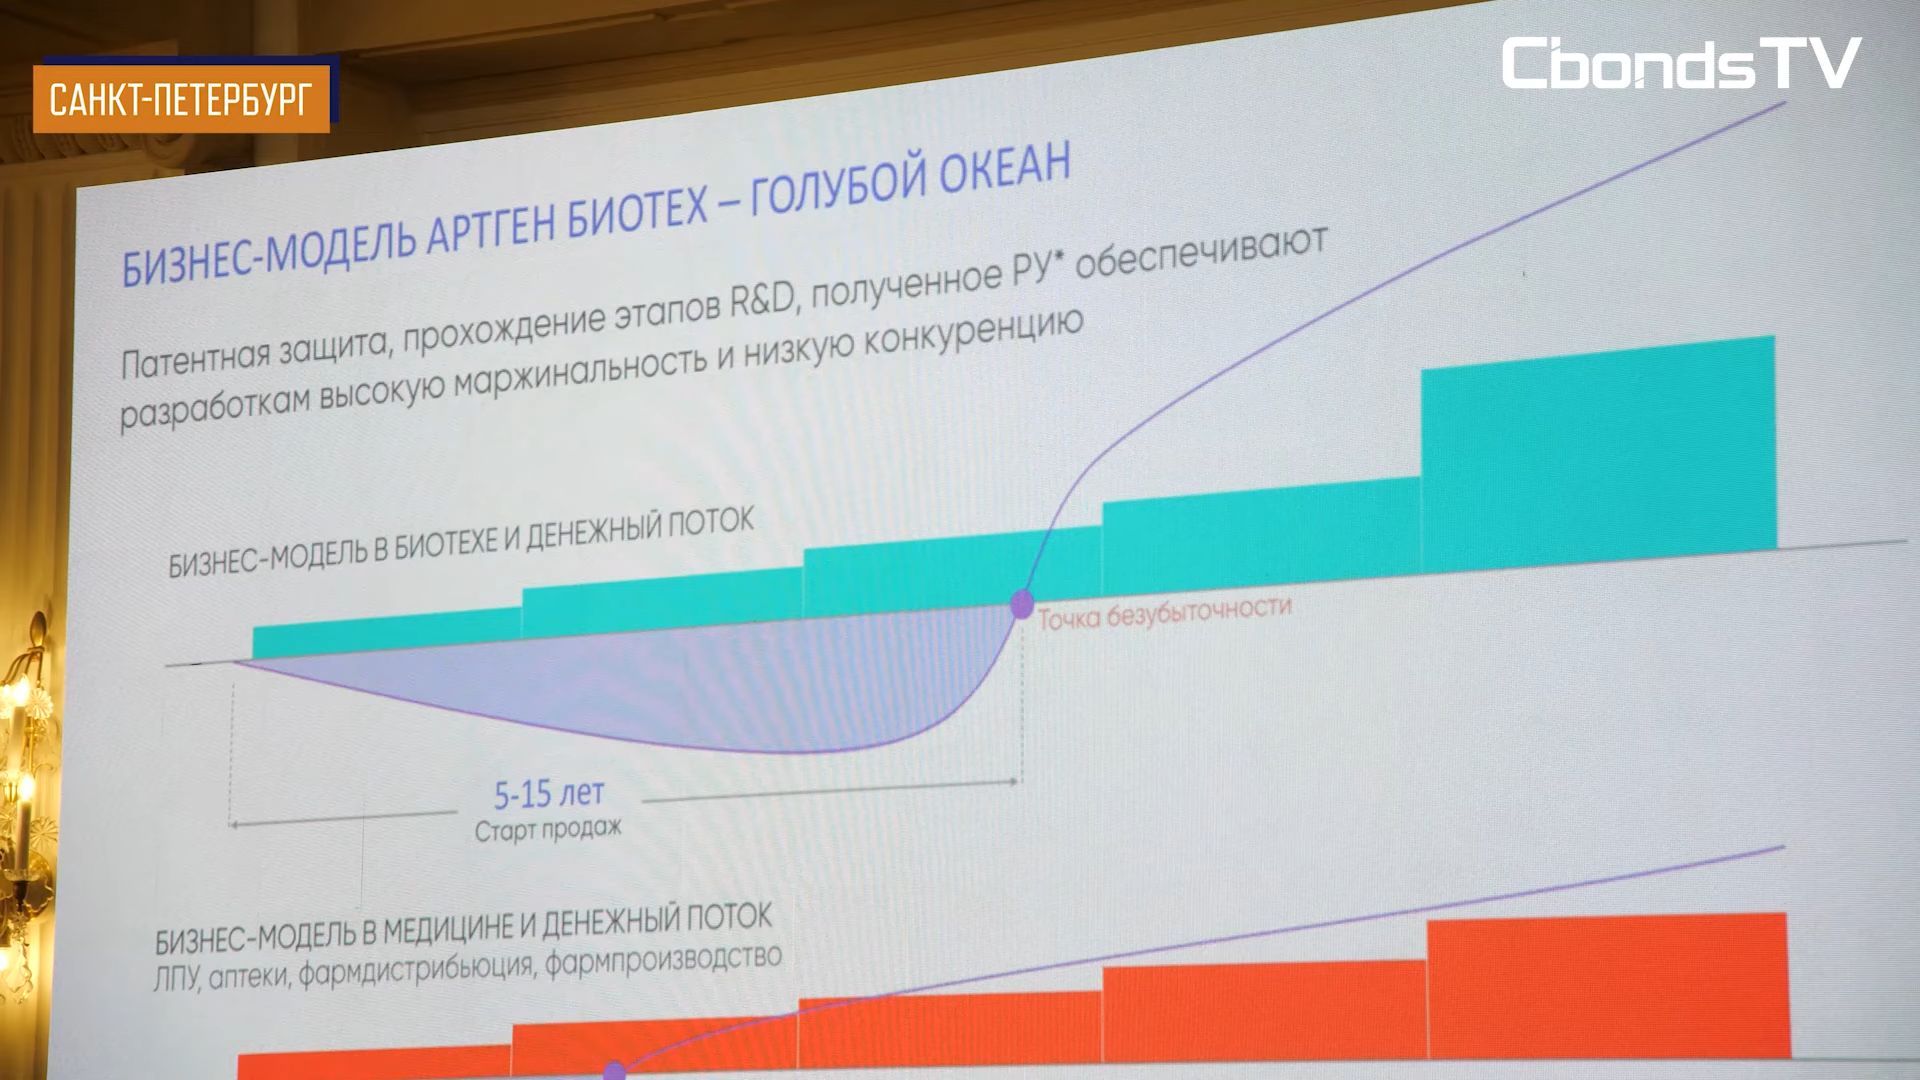 САНКТ-ПЕТЕРБУРГ
CbondsTV
БИЗНЕС-МОДЕЛЬ АРТГЕН БИОТЕХ – ГОЛУБОЙ ОКЕАН
Патентная защита, прохождение этапов R&D, полученное РУ* обеспечивают
разработкам высокую маржинальность и низкую конкуренцию
БИЗНЕС-МОДЕЛЬ В БИОТЕХЕ И ДЕНЕЖНЫЙ ПОТОК
Точка безубыточности
5-15 лет
Старт продаж
БИЗНЕС-МОДЕЛЬ В МЕДИЦИНЕ И ДЕНЕЖНЫЙ ПОТОК
ЛПУ, аптеки, фармдистрибьюция, фармпроизводство